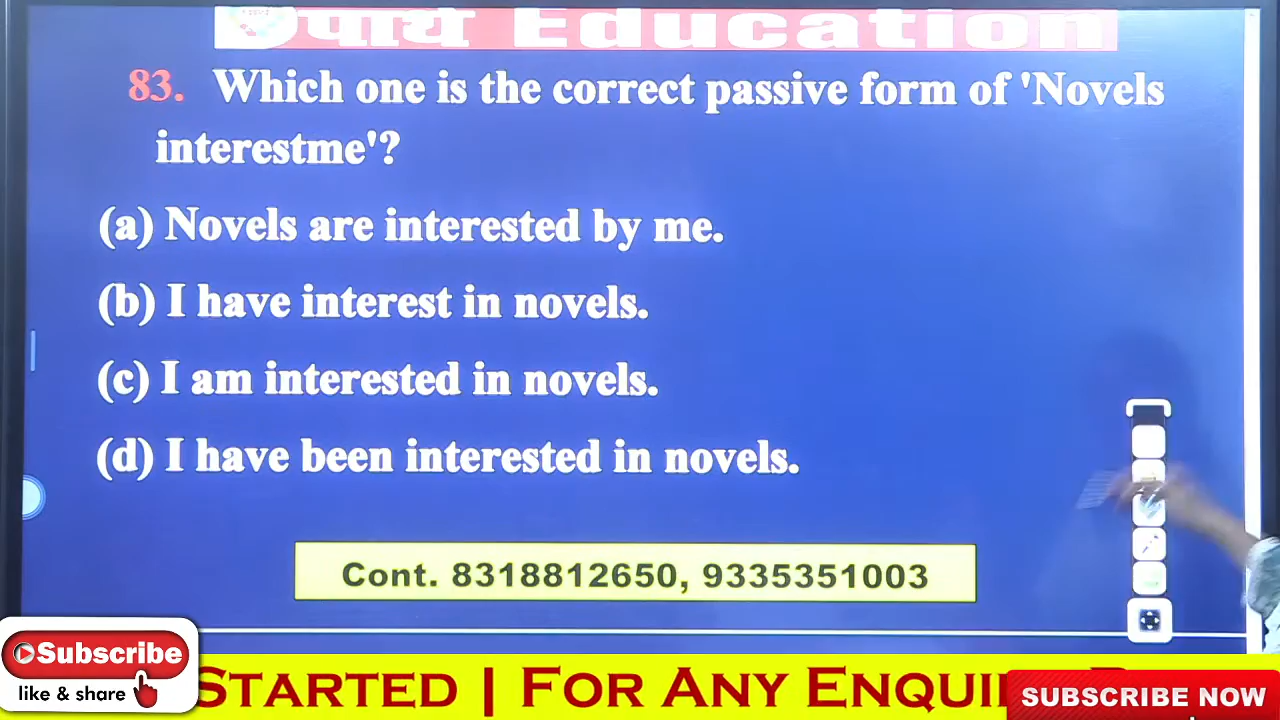 पाय Education
83. Which one is the correct passive form of 'Novels
interestme'?
(a) Novels are interested by me.
(b) I have interest in novels.
(c) I am interested in novels.
(d) I have been interested in novels.
Cont. 8318812650, 9335351003
Subscribe
like & share
STARTED | FOR ANY ENQUI
SUBSCRIBE NOW